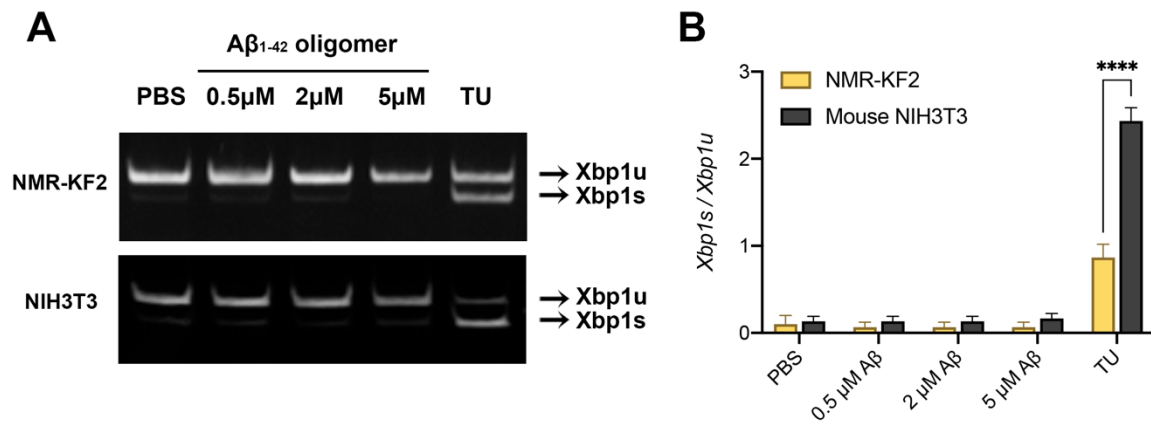 A
Aβ1-42 oligomer
PBS 0.5μM 2μM 5μM TU
NMR-KF2
Xbp1u
Xbp1s
NIH3T3
Xbp1u
Xbp1s
B
****
NMR-KF2
Mouse NIH3T3
Xbp1s / Xbp1u
3
2
1
0
PBS
0.5 μM Aβ
2 μM Aβ
5 μM Aβ
TU